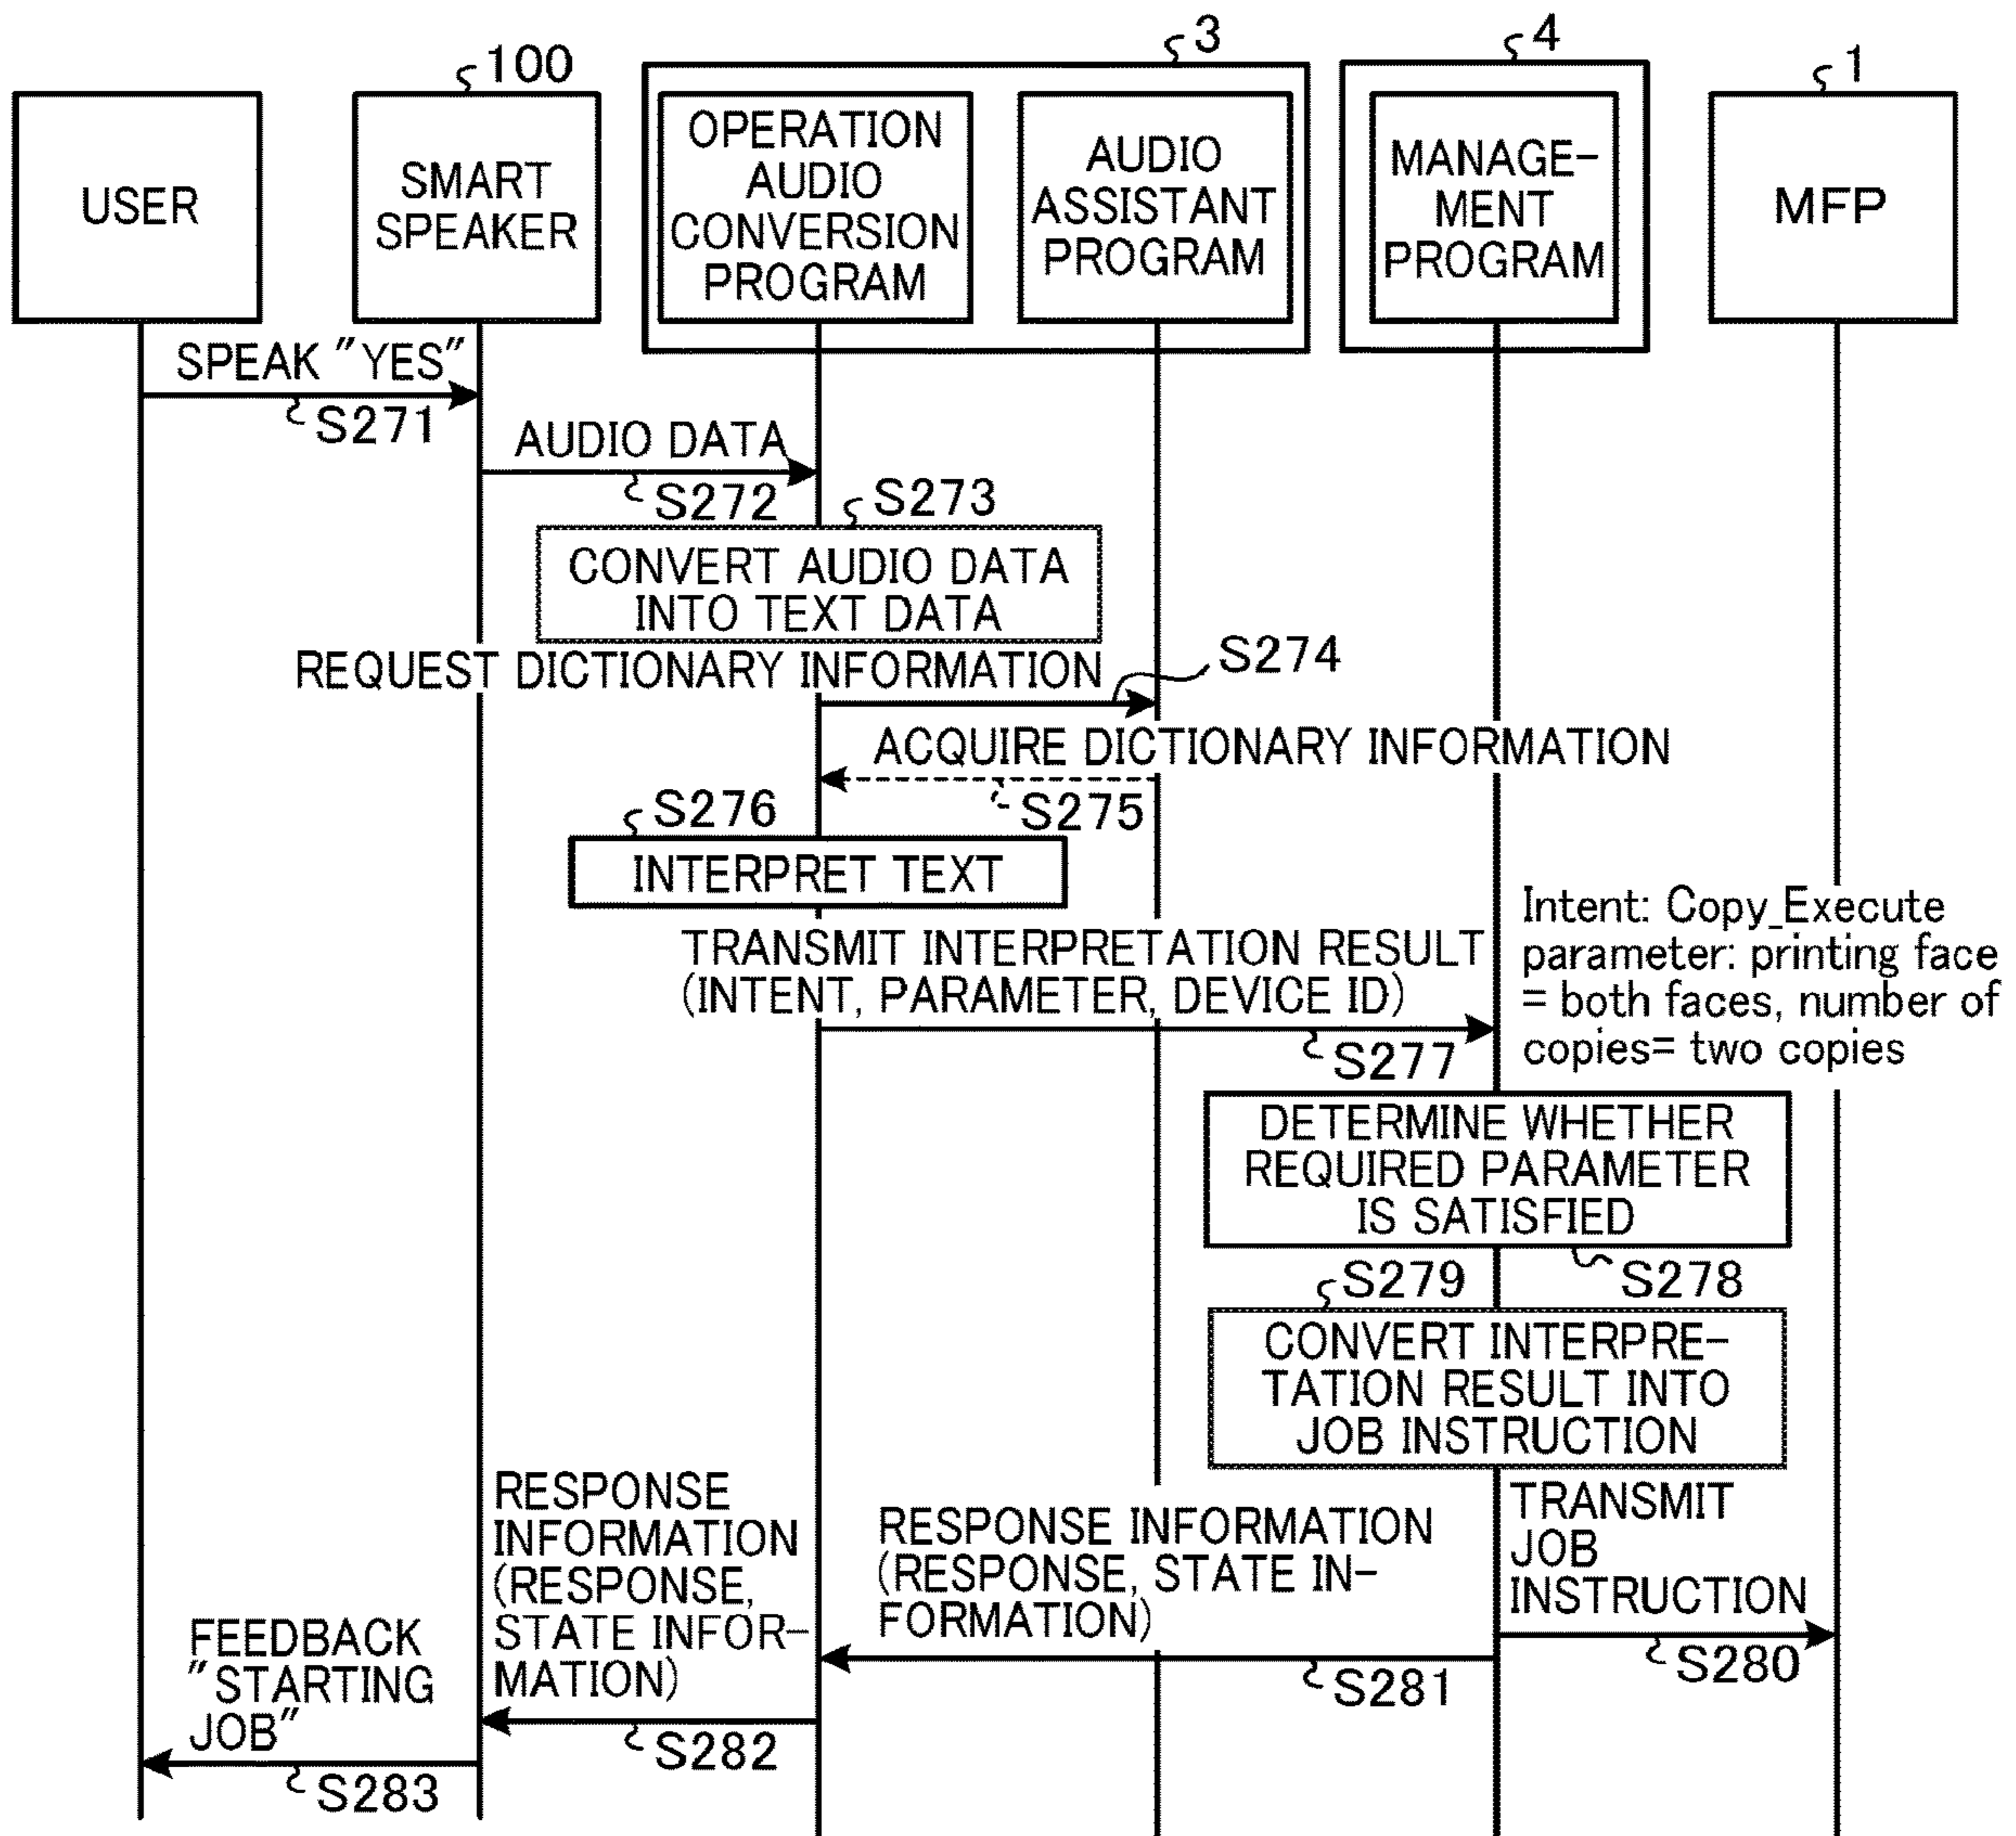 3
4
100
1
USER
SMART
SPEAKER
OPERATION
AUDIO
CONVERSION
PROGRAM
AUDIO
ASSISTANT
PROGRAM
MANAGE-
MENT
PROGRAM
MFP
SPEAK "YES"
S271
AUDIO DATA
S272
S273
CONVERT AUDIO DATA
INTO TEXT DATA
REQUEST DICTIONARY INFORMATION
S274
ACQUIRE DICTIONARY INFORMATION
S275
S276
INTERPRET TEXT
TRANSMIT INTERPRETATION RESULT
(INTENT, PARAMETER, DEVICE ID)
S277
Intent: Copy_Execute
parameter: printing face
= both faces, number of
copies= two copies
DETERMINE WHETHER
REQUIRED PARAMETER
IS SATISFIED
S278
S279
CONVERT INTERPRE-
TATION RESULT INTO
JOB INSTRUCTION
TRANSMIT
JOB
INSTRUCTION
S280
RESPONSE INFORMATION
(RESPONSE, STATE IN-
FORMATION)
S281
RESPONSE
INFORMATION
(RESPONSE,
STATE INFOR-
MATION)
S282
FEEDBACK
"STARTING
JOB"
S283